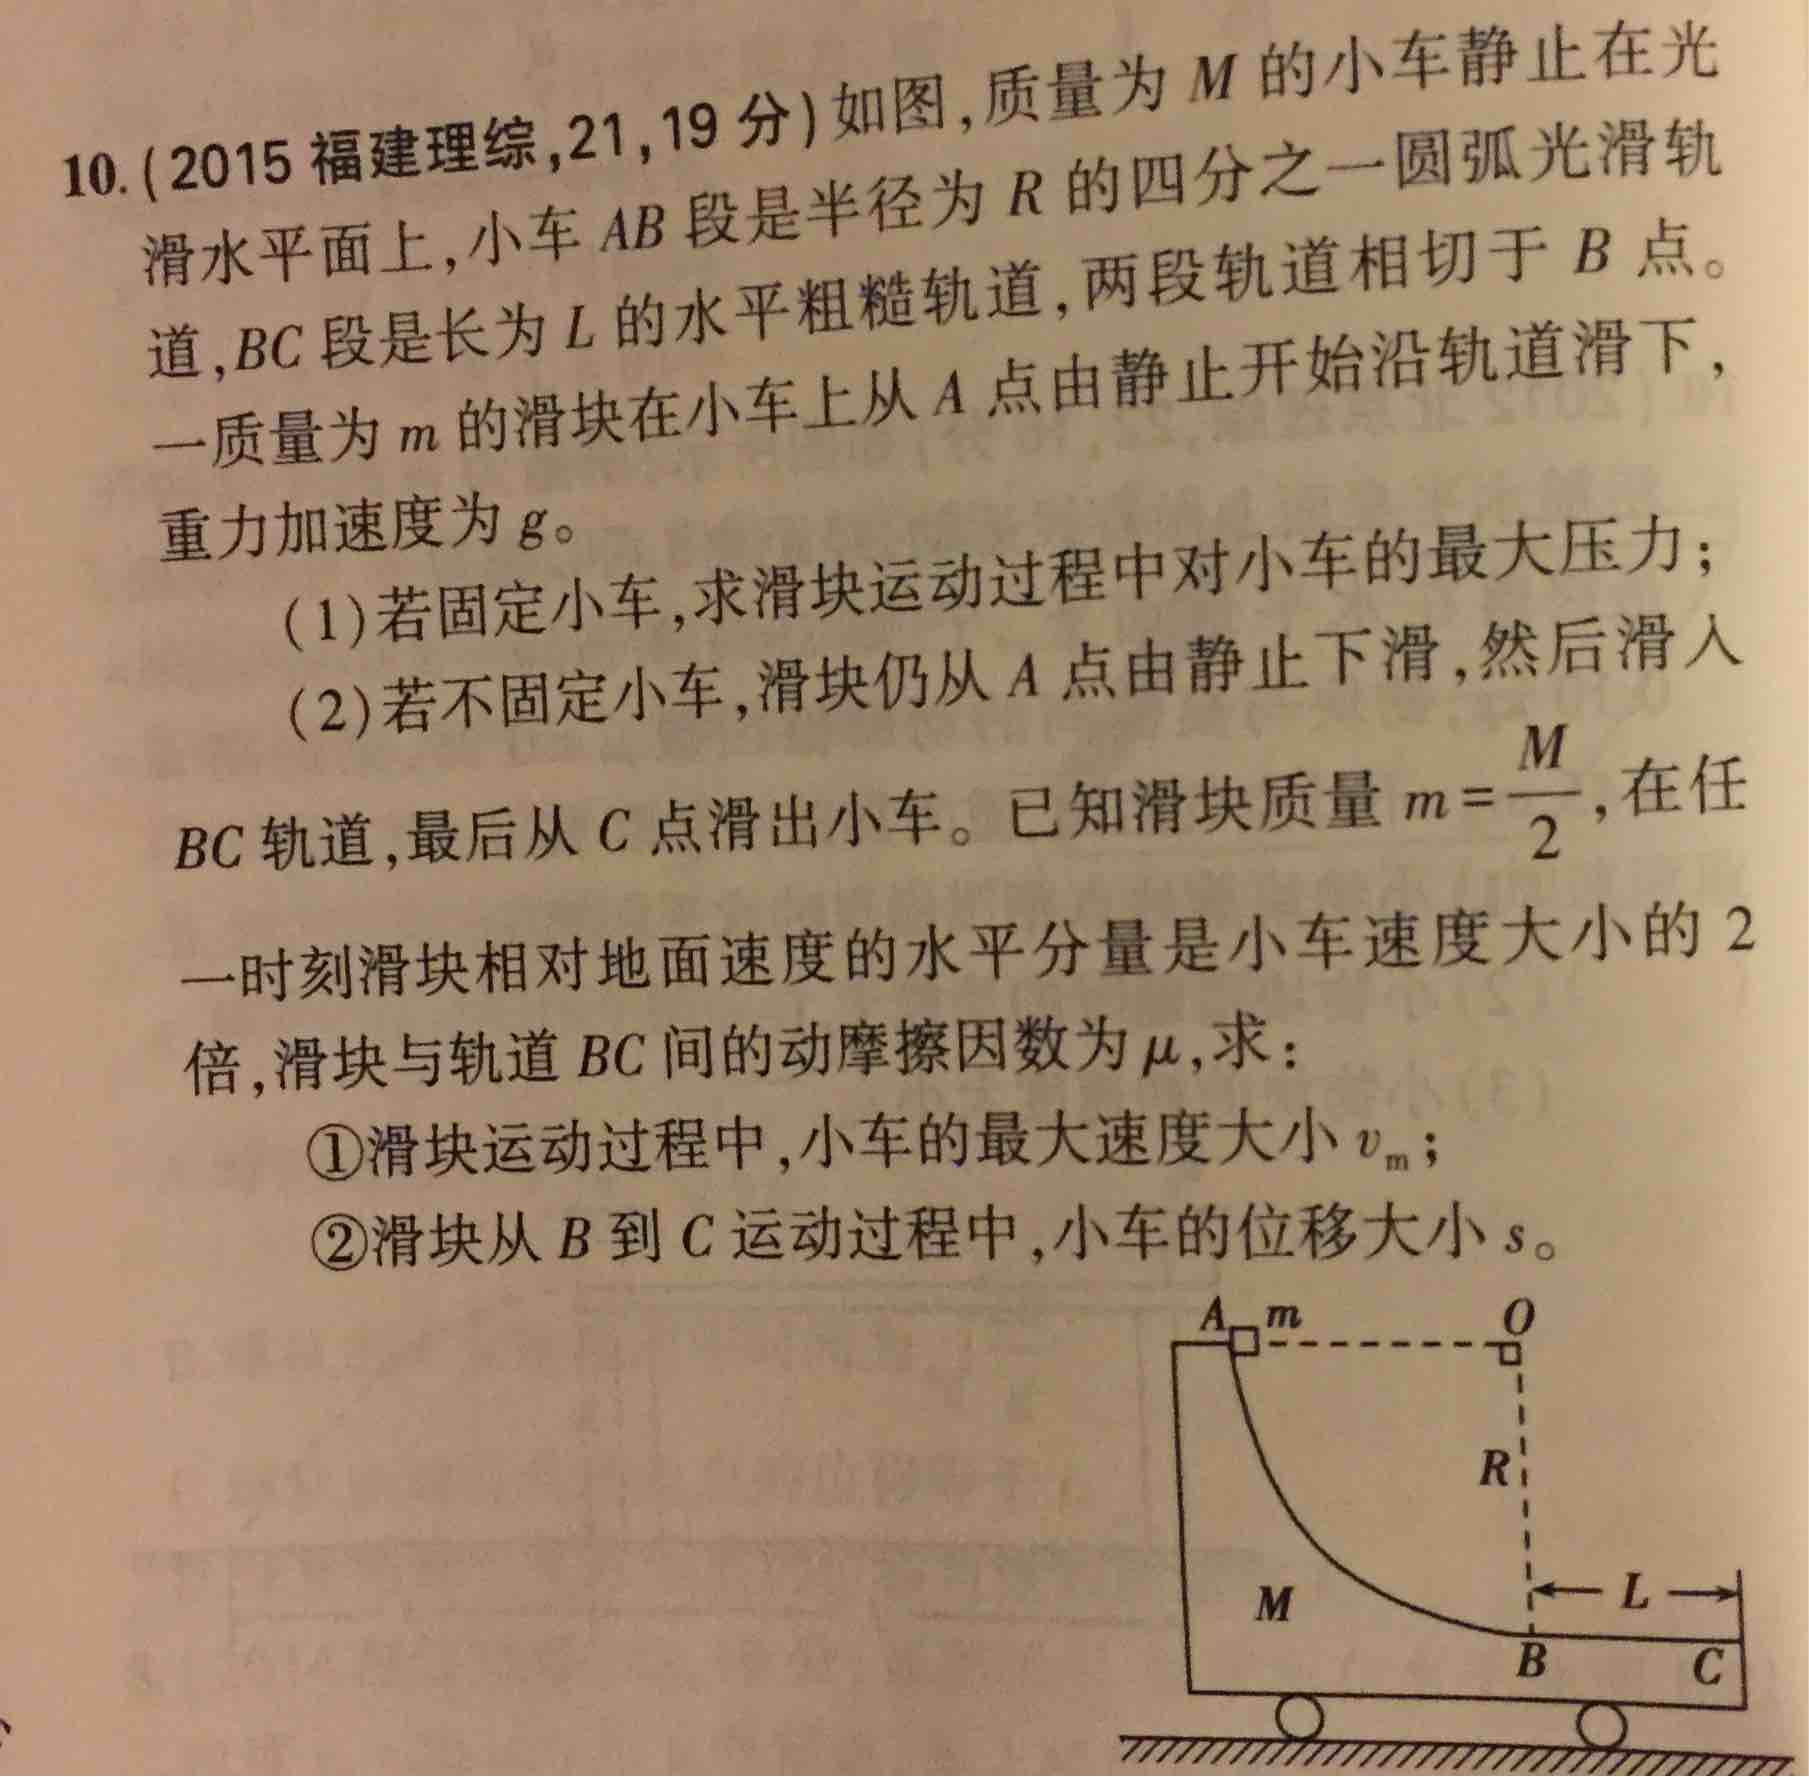 10. (2015 福建理综,21,19 分) 如图,质量为 M 的小车静止在光
滑水平面上,小车 AB 段是半径为 R 的四分之一圆弧光滑轨
道,BC 段是长为 L 的水平粗糙轨道,两段轨道相切于 B 点。
一质量为 m 的滑块在小车上从 A 点由静止开始沿轨道滑下,
重力加速度为 g。
(1)若固定小车,求滑块运动过程中对小车的最大压力;
(2)若不固定小车,滑块仍从 A 点由静止下滑,然后滑入
BC 轨道,最后从 C 点滑出小车。已知滑块质量 m=M/2,在任
一时刻滑块相对地面速度的水平分量是小车速度大小的 2
倍,滑块与轨道 BC 间的动摩擦因数为 μ,求:
①滑块运动过程中,小车的最大速度大小 vₘ;
②滑块从 B 到 C 运动过程中,小车的位移大小 s。
A m O
R
M L
B C